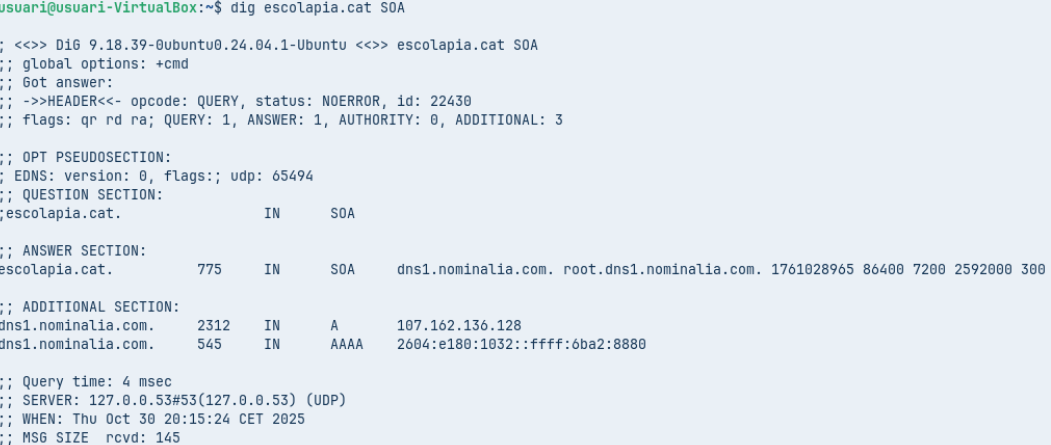 usuari@usuari-VirtualBox:~$ dig escolapia.cat SOA
; <<>> DiG 9.18.39-0ubuntu0.24.04.1-Ubuntu <<>> escolapia.cat SOA
;; global options: +cmd
;; Got answer:
;; ->>HEADER<<- opcode: QUERY, status: NOERROR, id: 22430
;; flags: qr rd ra; QUERY: 1, ANSWER: 1, AUTHORITY: 0, ADDITIONAL: 3
;; OPT PSEUDOSECTION:
; EDNS: version: 0, flags:; udp: 65494
;; QUESTION SECTION:
;escolapia.cat. IN SOA
;; ANSWER SECTION:
escolapia.cat. 775 IN SOA dns1.nominalia.com. root.dns1.nominalia.com. 1761028965 86400 7200 2592000 300
;; ADDITIONAL SECTION:
dns1.nominalia.com. 2312 IN A 107.162.136.128
dns1.nominalia.com. 545 IN AAAA 2604:e180:1032::ffff:6ba2:8880
;; Query time: 4 msec
;; SERVER: 127.0.0.53#53(127.0.0.53) (UDP)
;; WHEN: Thu Oct 30 20:15:24 CET 2025
;; MSG SIZE rcvd: 145